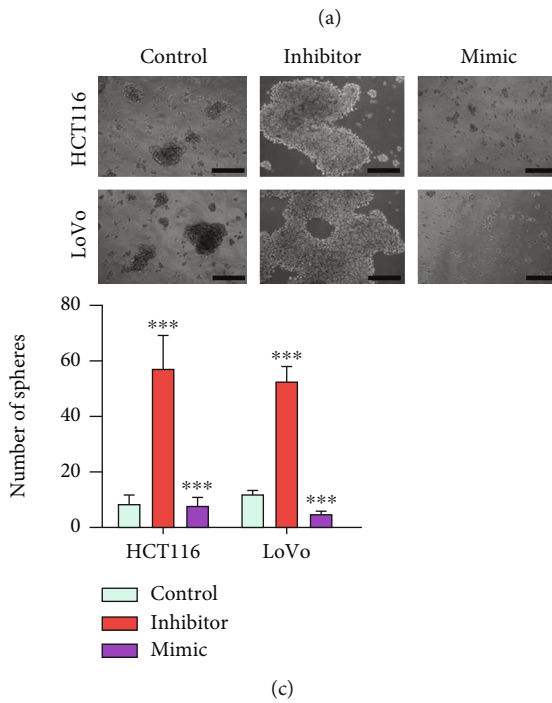 (a)
Control Inhibitor Mimic
HCT116
LoVo
Number of spheres
80
60
40
20
0
***
***
***
***
HCT116 LoVo
Control
Inhibitor
Mimic
(c)